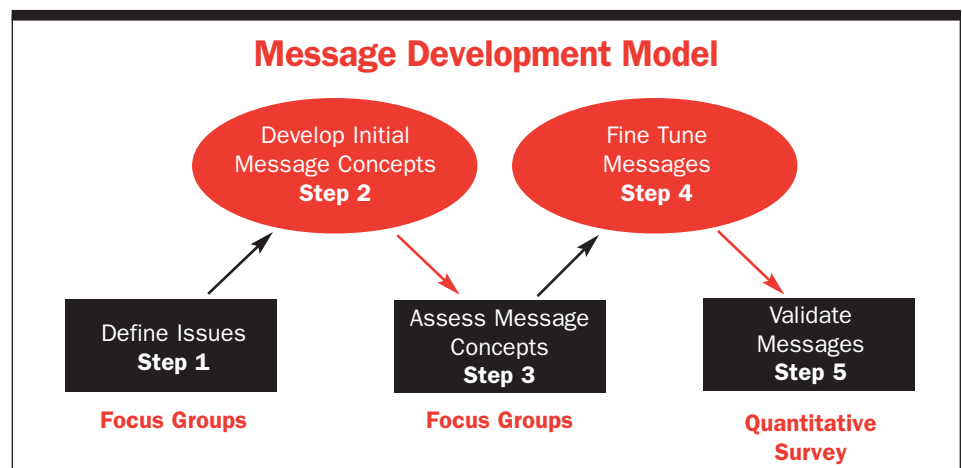 Message Development Model
Develop Initial
Message Concepts
Step 2
Fine Tune
Messages
Step 4
Define Issues
Step 1
Assess Message
Concepts
Step 3
Validate
Messages
Step 5
Focus Groups
Focus Groups
Quantitative
Survey